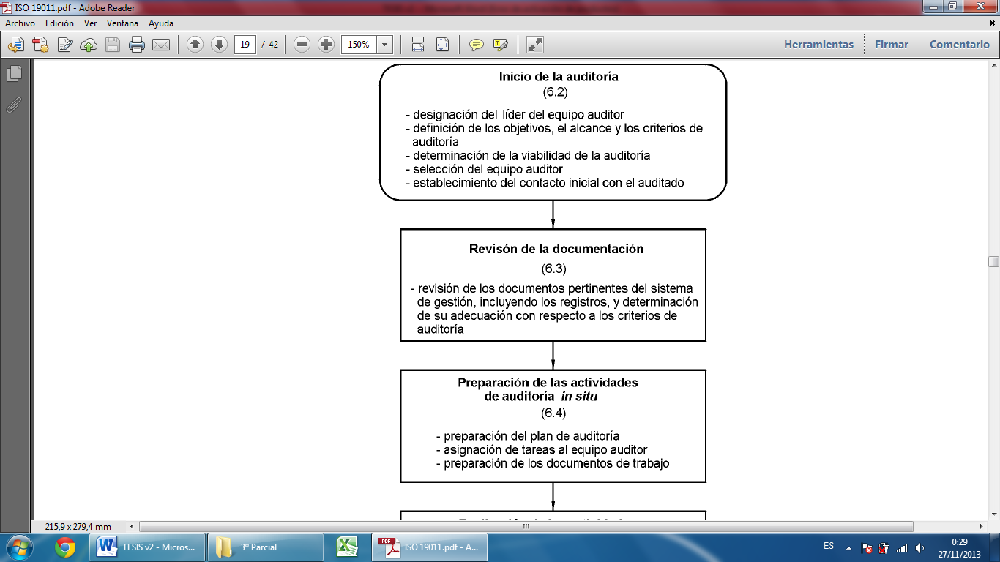 ISO 19011.pdf - Adobe Reader
Archivo Edición Ver Ventana Ayuda
19 / 42 150% Herramientas Firmar Comentario
Inicio de la auditoría
(6.2)
- designación del líder del equipo auditor
- definición de los objetivos, el alcance y los criterios de
auditoría
- determinación de la viabilidad de la auditoría
- selección del equipo auditor
- establecimiento del contacto inicial con el auditado
Revisón de la documentación
(6.3)
- revisión de los documentos pertinentes del sistema
de gestión, incluyendo los registros, y determinación
de su adecuación con respecto a los criterios de
auditoría
Preparación de las actividades
de auditoría in situ
(6.4)
- preparación del plan de auditoría
- asignación de tareas al equipo auditor
- preparación de los documentos de trabajo
215,9 x 279,4 mm
TESIS v2 - Micros... 3º Parcial PDF ISO 19011.pdf - A... ES 0:29
27/11/2013